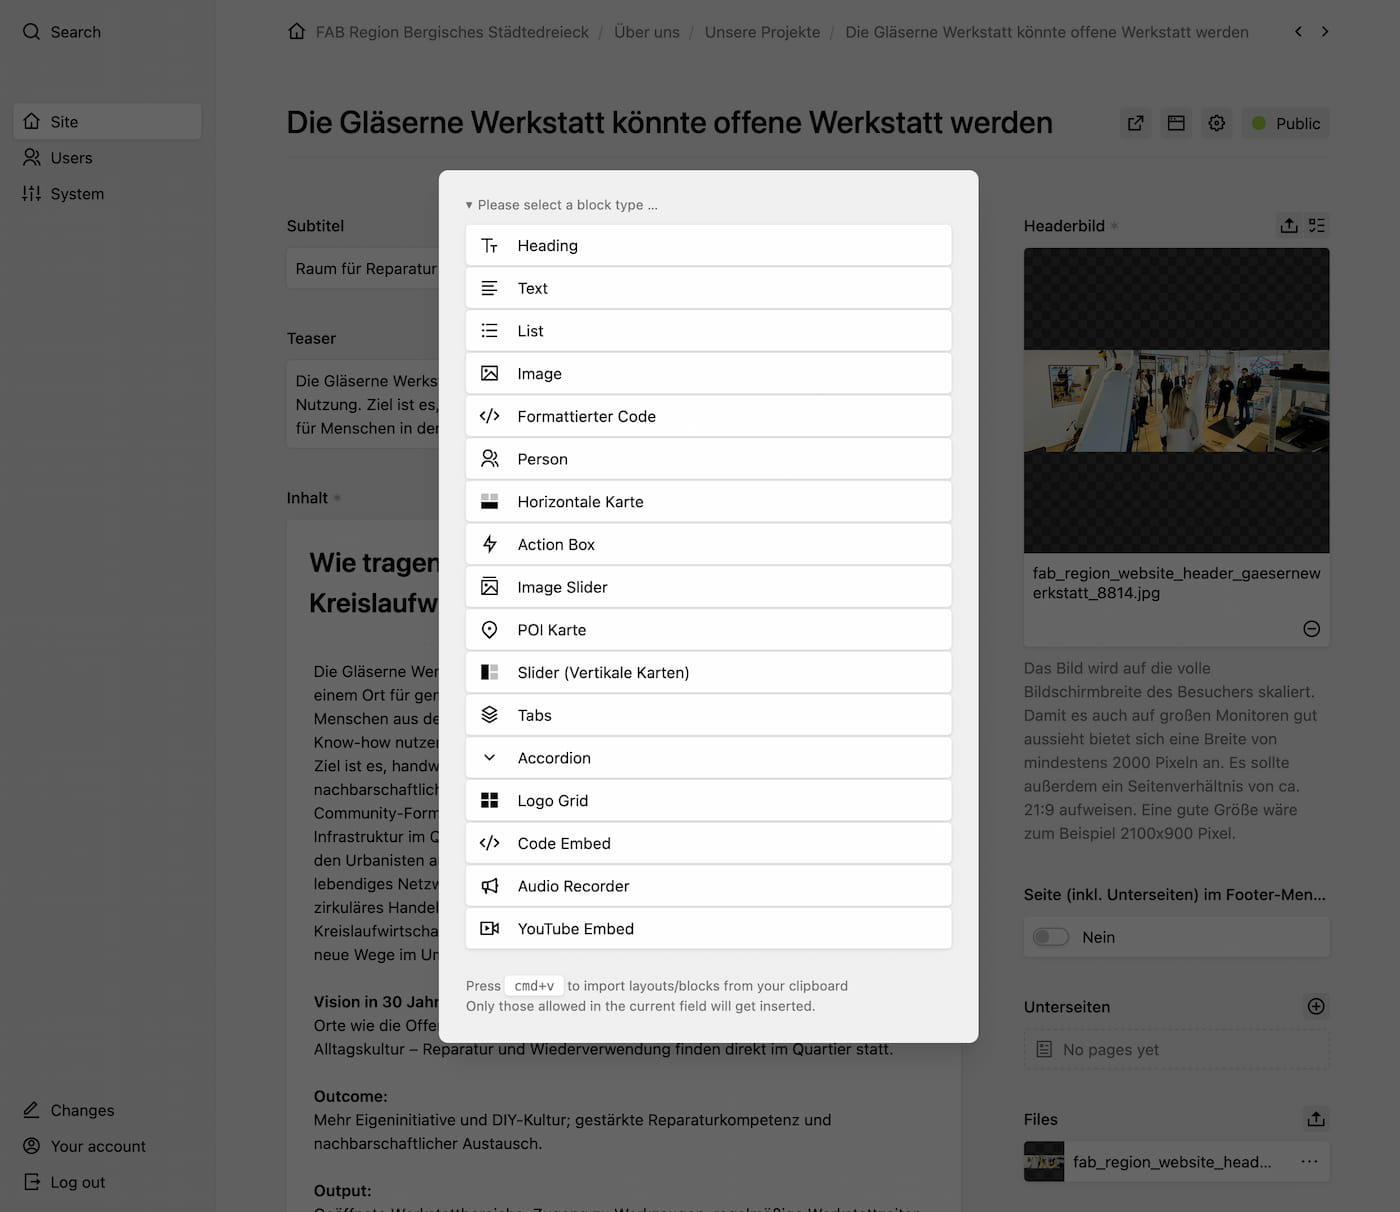 Search
Site
Users
System
Changes
Your account
Log out
FAB Region Bergisches Städtedreieck / Über uns / Unsere Projekte / Die Gläserne Werkstatt könnte offene Werkstatt werden
Die Gläserne Werkstatt könnte offene Werkstatt werden
Public
Subtitel
Raum für Reparatur
Teaser
Die Gläserne Werks
Nutzung. Ziel ist es,
für Menschen in der
Inhalt *
Wie tragen
Kreislaufw
Die Gläserne Wer
einem Ort für ger
Menschen aus de
Know-how nutzer
Ziel ist es, handw
nachbarschaftlich
Community-Form
Infrastruktur im Q
den Urbanisten a
lebendiges Netzw
zirkuläres Handel
Kreislaufwirtscha
neue Wege im Ur
Vision in 30 Jahr
Orte wie die Offe
Alltagskultur – Reparatur und Wiederverwendung finden direkt im Quartier statt.
Outcome:
Mehr Eigeninitiative und DIY-Kultur; gestärkte Reparaturkompetenz und
nachbarschaftlicher Austausch.
Output:
Please select a block type …
Heading
Text
List
Image
Formattierter Code
Person
Horizontale Karte
Action Box
Image Slider
POI Karte
Slider (Vertikale Karten)
Tabs
Accordion
Logo Grid
Code Embed
Audio Recorder
YouTube Embed
Press cmd+v to import layouts/blocks from your clipboard
Only those allowed in the current field will get inserted.
Headerbild *
fab_region_website_header_gaesernew
erkstatt_8814.jpg
Das Bild wird auf die volle
Bildschirmbreite des Besuchers skaliert.
Damit es auch auf großen Monitoren gut
aussieht bietet sich eine Breite von
mindestens 2000 Pixeln an. Es sollte
außerdem ein Seitenverhältnis von ca.
21:9 aufweisen. Eine gute Größe wäre
zum Beispiel 2100x900 Pixel.
Seite (inkl. Unterseiten) im Footer-Men...
Nein
Unterseiten
No pages yet
Files
fab_region_website_head...